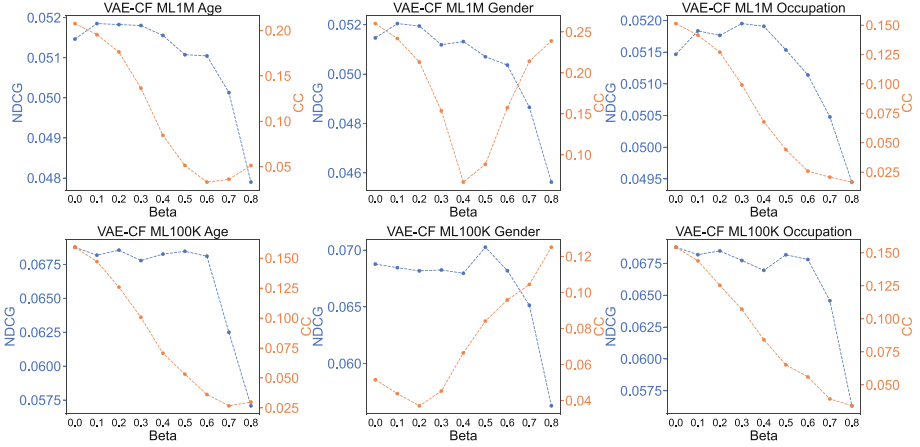 VAE-CF ML1M Age
NDCG
0.052
0.051
0.050
0.049
0.048
0.20
0.15
0.10
0.05
CC
0.0 0.1 0.2 0.3 0.4 0.5 0.6 0.7 0.8
Beta
VAE-CF ML1M Gender
NDCG
0.052
0.050
0.048
0.046
0.25
0.20
0.15
0.10
CC
0.0 0.1 0.2 0.3 0.4 0.5 0.6 0.7 0.8
Beta
VAE-CF ML1M Occupation
NDCG
0.0520
0.0515
0.0510
0.0505
0.0500
0.0495
0.150
0.125
0.100
0.075
0.050
0.025
CC
0.0 0.1 0.2 0.3 0.4 0.5 0.6 0.7 0.8
Beta
VAE-CF ML100K Age
NDCG
0.0675
0.0650
0.0625
0.0600
0.0575
0.150
0.125
0.100
0.075
0.050
0.025
CC
0.0 0.1 0.2 0.3 0.4 0.5 0.6 0.7 0.8
Beta
VAE-CF ML100K Gender
NDCG
0.070
0.065
0.060
0.12
0.10
0.08
0.06
0.04
CC
0.0 0.1 0.2 0.3 0.4 0.5 0.6 0.7 0.8
Beta
VAE-CF ML100K Occupation
NDCG
0.0675
0.0650
0.0625
0.0600
0.0575
0.150
0.125
0.100
0.075
0.050
CC
0.0 0.1 0.2 0.3 0.4 0.5 0.6 0.7 0.8
Beta